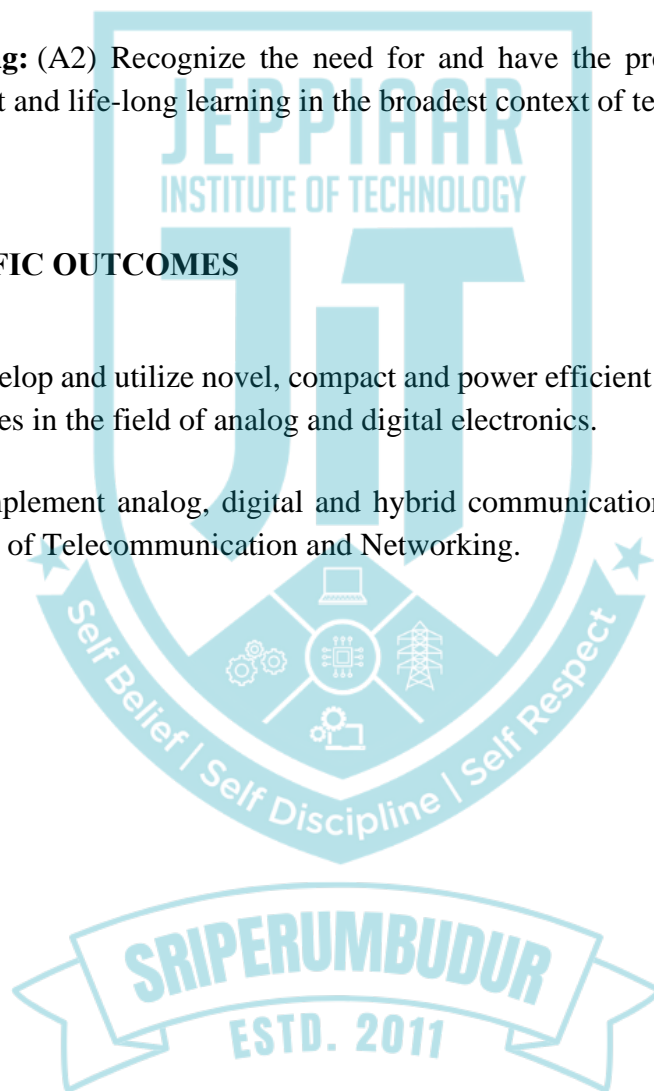 ng: (A2) Recognize the need for and have the pre
t and life-long learning in the broadest context of te
JEPPIAAR
INSTITUTE OF TECHNOLOGY
FIC OUTCOMES
JiT
elop and utilize novel, compact and power efficient
es in the field of analog and digital electronics.
mplement analog, digital and hybrid communication
of Telecommunication and Networking.
Self Belief | Self Discipline | Self Respect
SRIPERUMBUDUR
ESTD. 2011